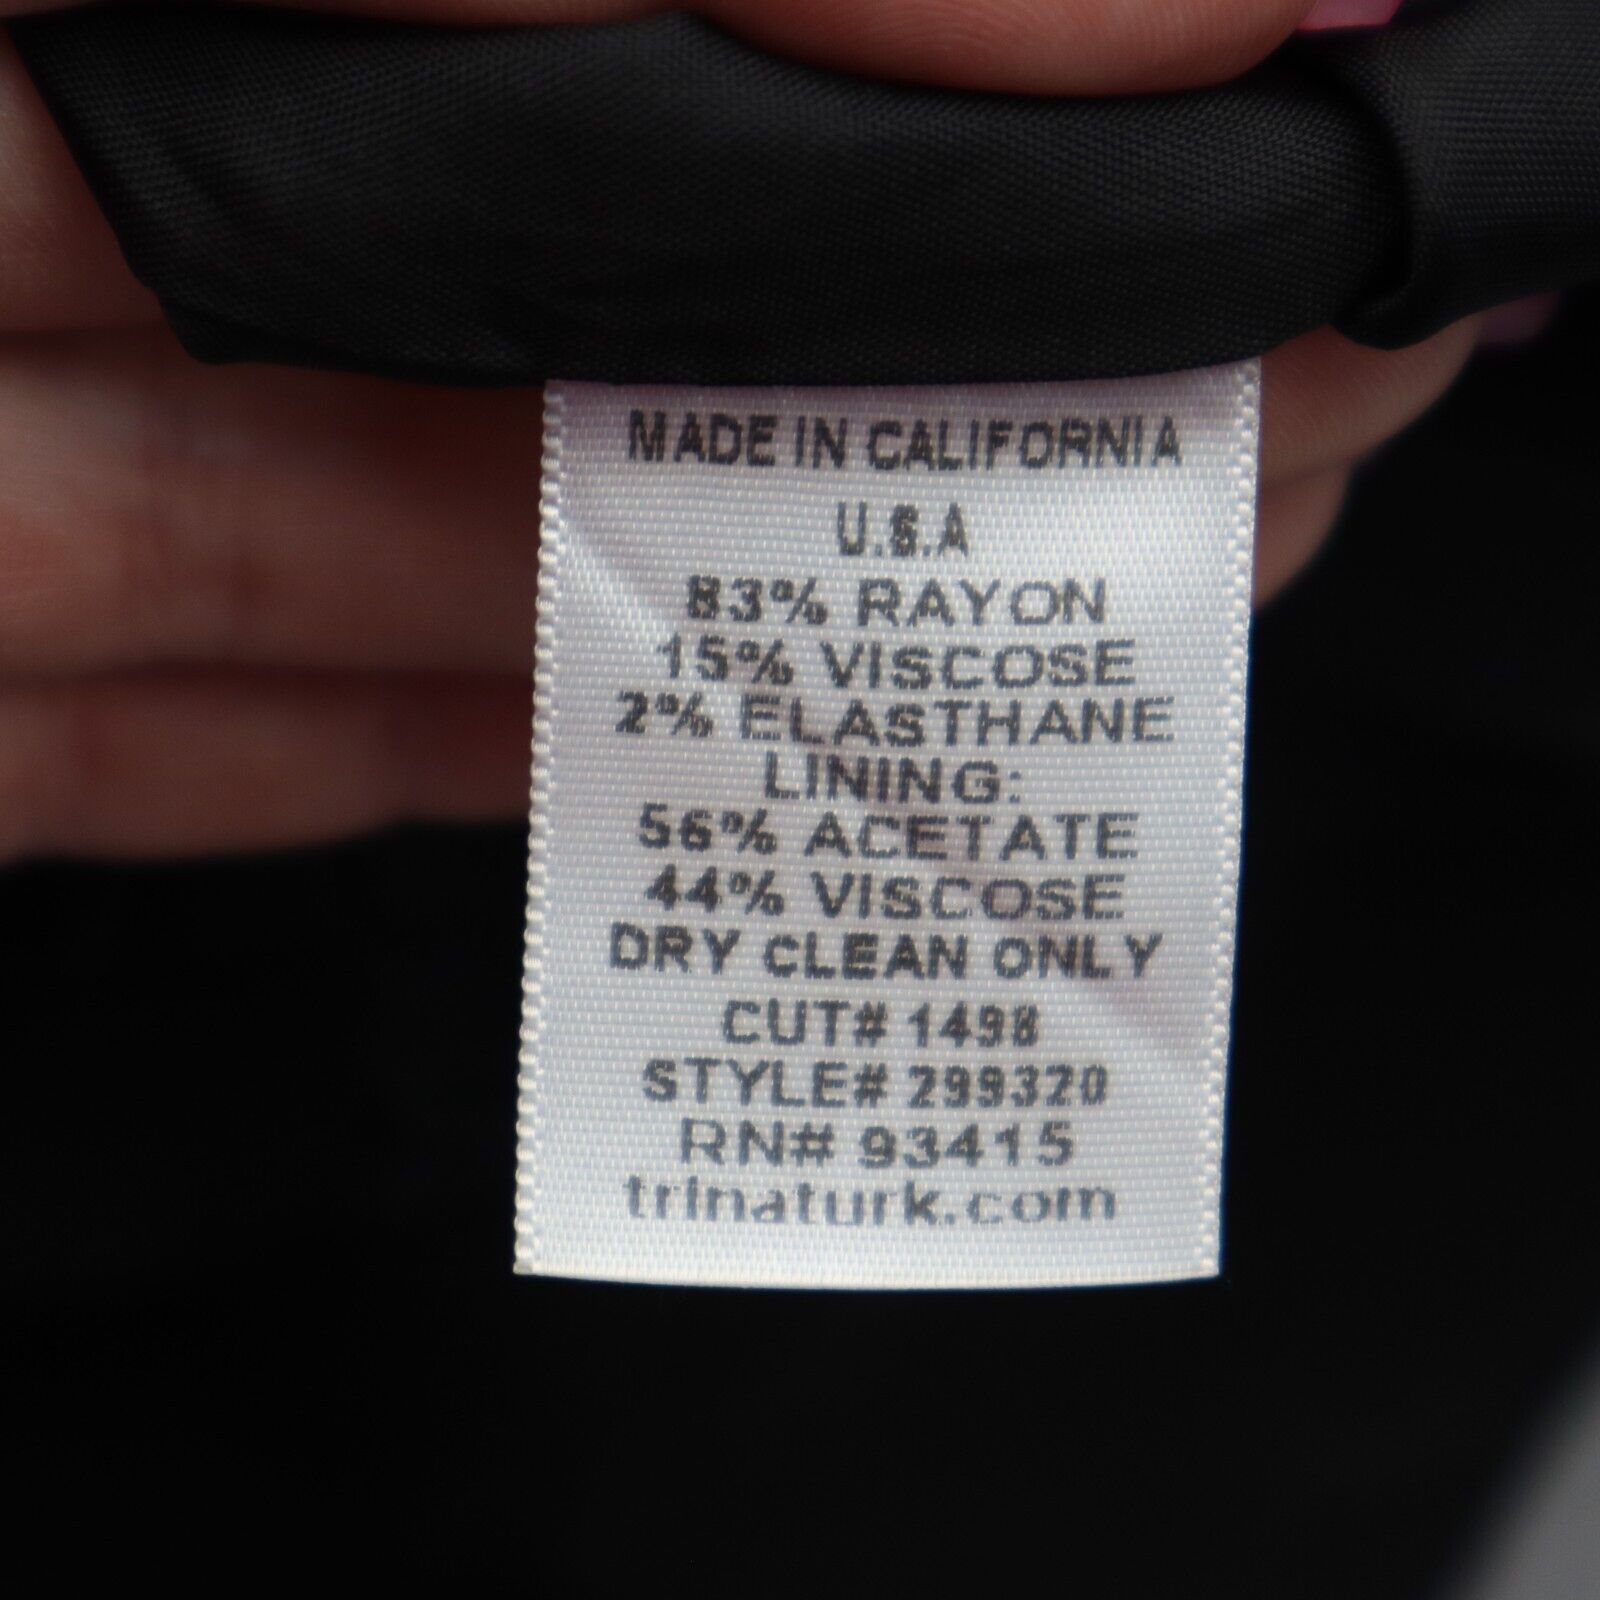 MADE IN CALIFORNIA
U.S.A
83% RAYON
15% VISCOSE
2% ELASTHANE
LINING:
56% ACETATE
44% VISCOSE
DRY CLEAN ONLY
CUT# 1498
STYLE# 299320
RN# 93415
trinaturk.com